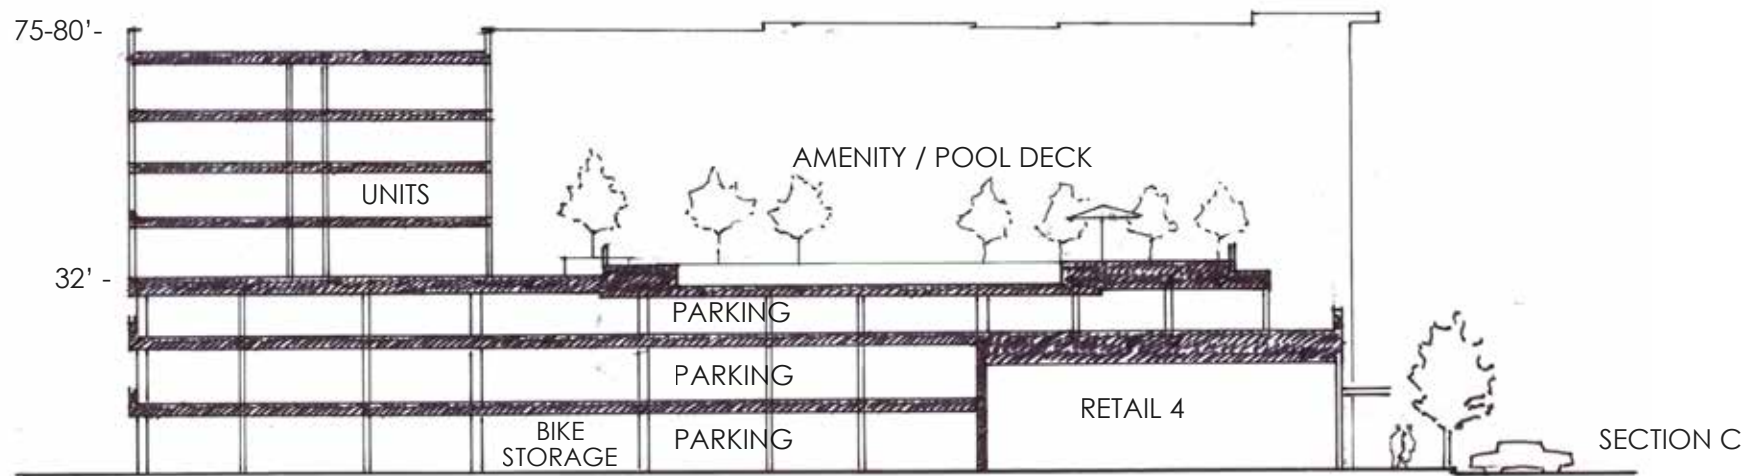 75-80'-
AMENITY / POOL DECK
UNITS
32' -
PARKING
PARKING
RETAIL 4
BIKE
STORAGE
PARKING
SECTION C